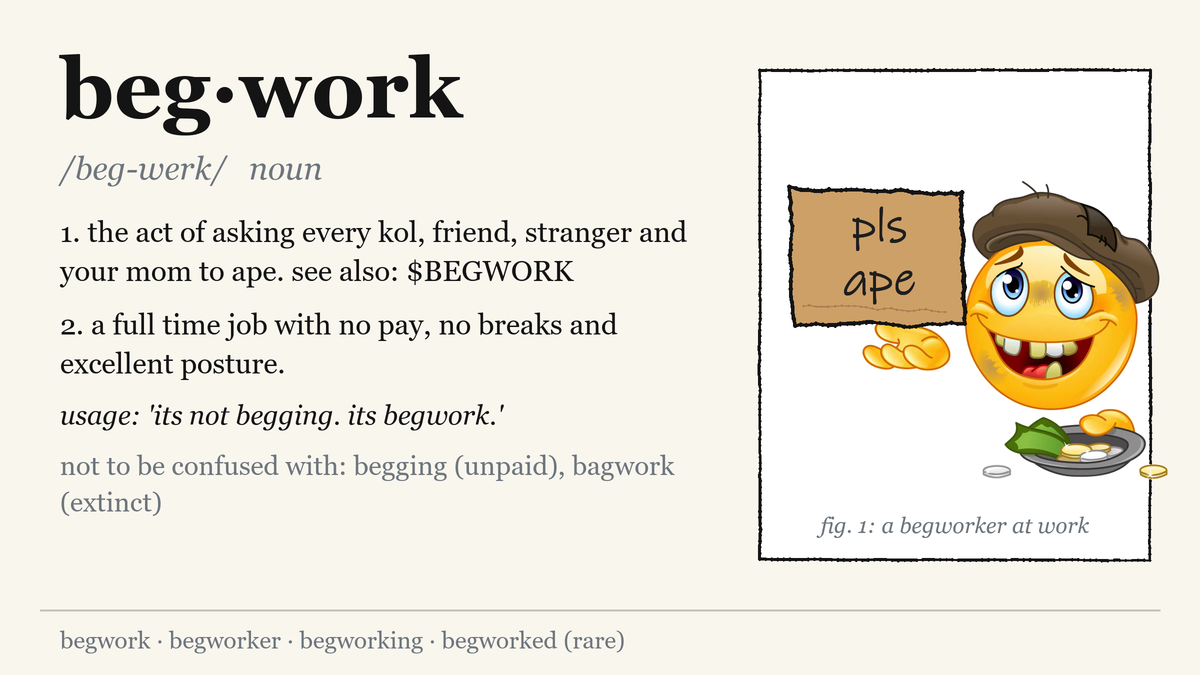 beg·work
/beg-werk/ noun
1. the act of asking every kol, friend, stranger and
your mom to ape. see also: $BEGWORK
2. a full time job with no pay, no breaks and
excellent posture.
usage: 'its not begging. its begwork.'
not to be confused with: begging (unpaid), bagwork
(extinct)
pls
ape
fig. 1: a begworker at work
begwork · begworker · begworking · begworked (rare)